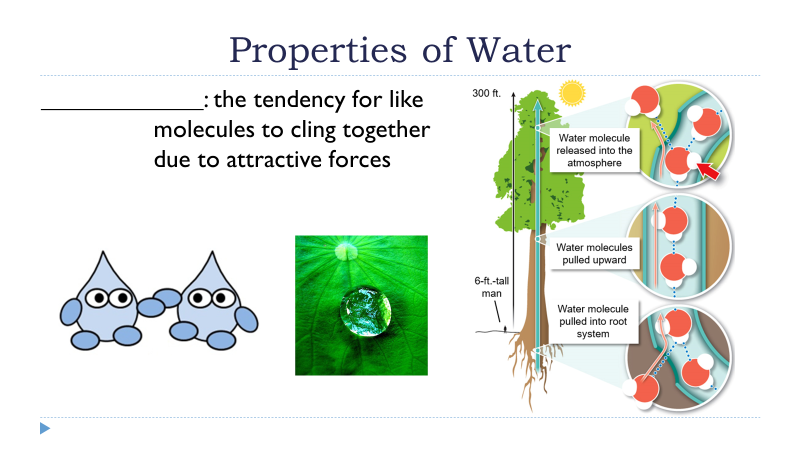 Properties of Water
_____________: the tendency for like
molecules to cling together
due to attractive forces
300 ft.
Water molecule
released into the
atmosphere
Water molecules
pulled upward
6-ft.-tall
man
Water molecule
pulled into root
system